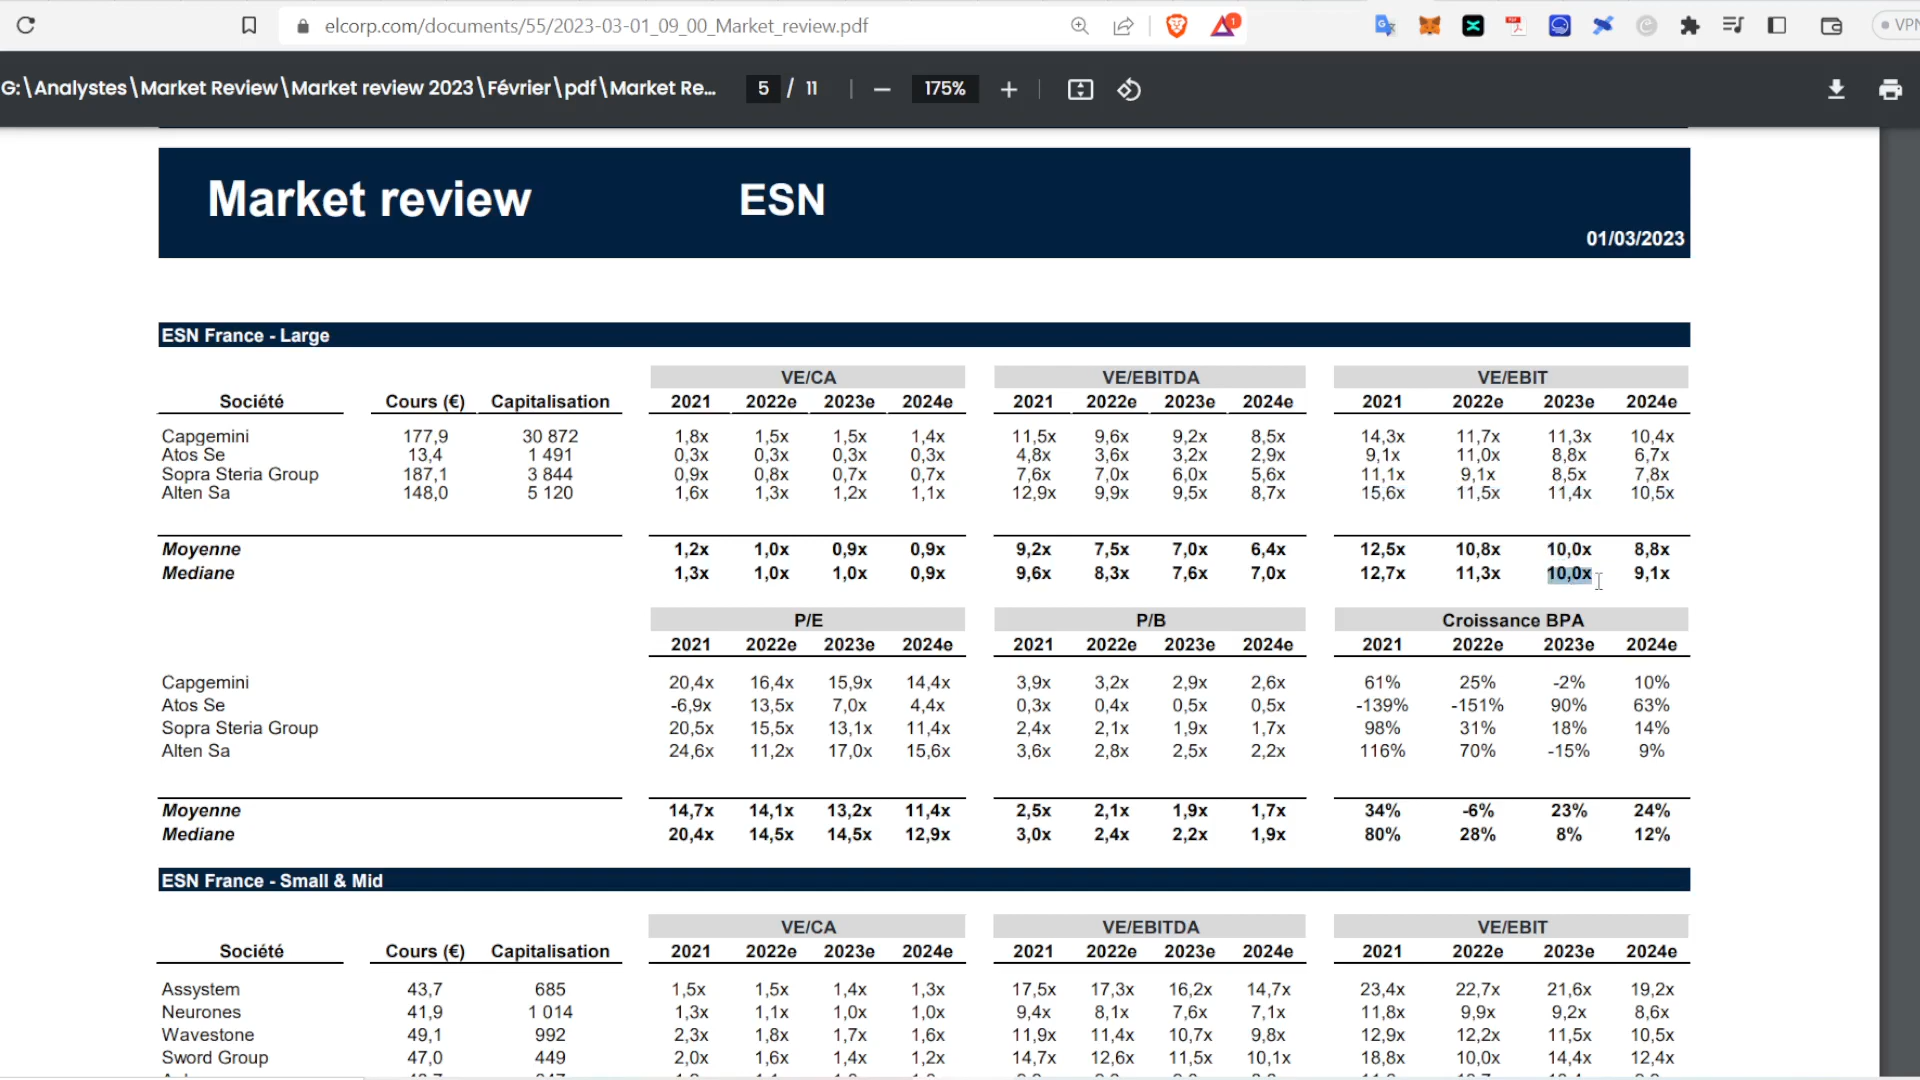 elcorp.com/documents/55/2023-03-01_09_00_Market_review.pdf
1
VPN
G:\Analystes\Market Review\Market review 2023\Février\pdf\Market Re... 5 / 11 175%
Market review ESN
01/03/2023
ESN France - Large
VE/CA VE/EBITDA VE/EBIT
Société Cours (€) Capitalisation 2021 2022e 2023e 2024e 2021 2022e 2023e 2024e 2021 2022e 2023e 2024e
Capgemini 177,9 30 872 1,8x 1,5x 1,5x 1,4x 11,5x 9,6x 9,2x 8,5x 14,3x 11,7x 11,3x 10,4x
Atos Se 13,4 1 491 0,3x 0,3x 0,3x 0,3x 4,8x 3,6x 3,2x 2,9x 9,1x 11,0x 8,8x 6,7x
Sopra Steria Group 187,1 3 844 0,9x 0,8x 0,7x 0,7x 7,6x 7,0x 6,0x 5,6x 11,1x 9,1x 8,5x 7,8x
Alten Sa 148,0 5 120 1,6x 1,3x 1,2x 1,1x 12,9x 9,9x 9,5x 8,7x 15,6x 11,5x 11,4x 10,5x
Moyenne 1,2x 1,0x 0,9x 0,9x 9,2x 7,5x 7,0x 6,4x 12,5x 10,8x 10,0x 8,8x
Mediane 1,3x 1,0x 1,0x 0,9x 9,6x 8,3x 7,6x 7,0x 12,7x 11,3x 10,0x 9,1x
P/E P/B Croissance BPA
2021 2022e 2023e 2024e 2021 2022e 2023e 2024e 2021 2022e 2023e 2024e
Capgemini 20,4x 16,4x 15,9x 14,4x 3,9x 3,2x 2,9x 2,6x 61% 25% -2% 10%
Atos Se -6,9x 13,5x 7,0x 4,4x 0,3x 0,4x 0,5x 0,5x -139% -151% 90% 63%
Sopra Steria Group 20,5x 15,5x 13,1x 11,4x 2,4x 2,1x 1,9x 1,7x 98% 31% 18% 14%
Alten Sa 24,6x 11,2x 17,0x 15,6x 3,6x 2,8x 2,5x 2,2x 116% 70% -15% 9%
Moyenne 14,7x 14,1x 13,2x 11,4x 2,5x 2,1x 1,9x 1,7x 34% -6% 23% 24%
Mediane 20,4x 14,5x 14,5x 12,9x 3,0x 2,4x 2,2x 1,9x 80% 28% 8% 12%
ESN France - Small & Mid
VE/CA VE/EBITDA VE/EBIT
Société Cours (€) Capitalisation 2021 2022e 2023e 2024e 2021 2022e 2023e 2024e 2021 2022e 2023e 2024e
Assystem 43,7 685 1,5x 1,5x 1,4x 1,3x 17,5x 17,3x 16,2x 14,7x 23,4x 22,7x 21,6x 19,2x
Neurones 41,9 1 014 1,3x 1,1x 1,0x 1,0x 9,4x 8,1x 7,6x 7,1x 11,8x 9,9x 9,2x 8,6x
Wavestone 49,1 992 2,3x 1,8x 1,7x 1,6x 11,9x 11,4x 10,7x 9,8x 12,9x 12,2x 11,5x 10,5x
Sword Group 47,0 449 2,0x 1,6x 1,4x 1,2x 14,7x 12,6x 11,5x 10,1x 18,8x 10,0x 14,4x 12,4x